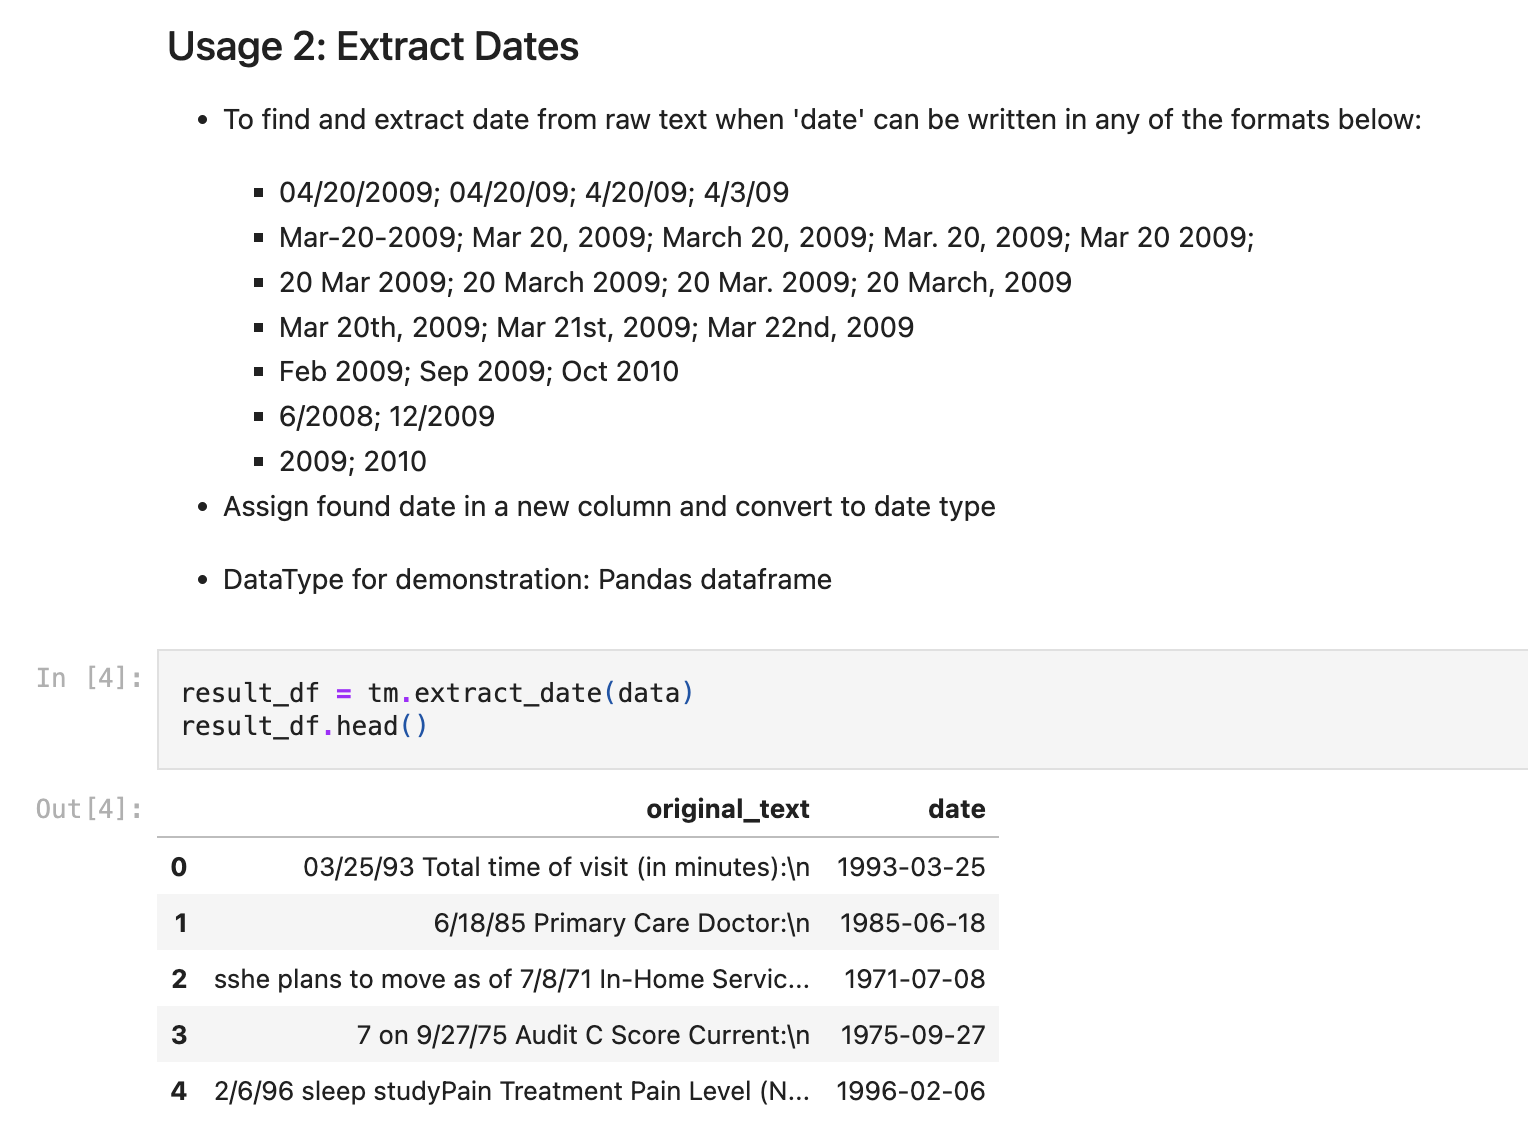 Usage 2: Extract Dates
• To find and extract date from raw text when 'date' can be written in any of the formats below:
▪ 04/20/2009; 04/20/09; 4/20/09; 4/3/09
▪ Mar-20-2009; Mar 20, 2009; March 20, 2009; Mar. 20, 2009; Mar 20 2009;
▪ 20 Mar 2009; 20 March 2009; 20 Mar. 2009; 20 March, 2009
▪ Mar 20th, 2009; Mar 21st, 2009; Mar 22nd, 2009
▪ Feb 2009; Sep 2009; Oct 2010
▪ 6/2008; 12/2009
▪ 2009; 2010
• Assign found date in a new column and convert to date type
• DataType for demonstration: Pandas dataframe
In [4]: result_df = tm.extract_date(data)
result_df.head()
Out[4]: original_text date
0 03/25/93 Total time of visit (in minutes):\n 1993-03-25
1 6/18/85 Primary Care Doctor:\n 1985-06-18
2 sshe plans to move as of 7/8/71 In-Home Servic... 1971-07-08
3 7 on 9/27/75 Audit C Score Current:\n 1975-09-27
4 2/6/96 sleep studyPain Treatment Pain Level (N... 1996-02-06